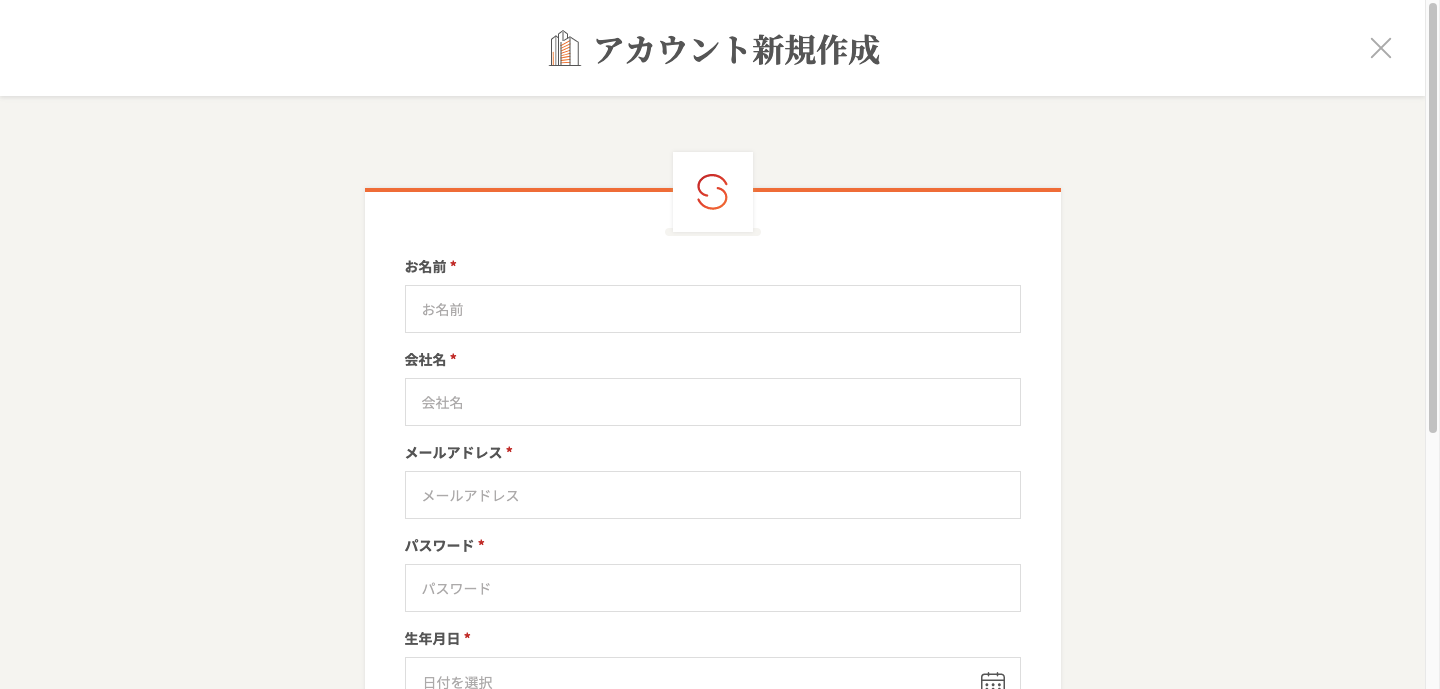 アカウント新規作成
お名前 *
お名前
会社名 *
会社名
メールアドレス *
メールアドレス
パスワード *
パスワード
生年月日 *
日付を選択